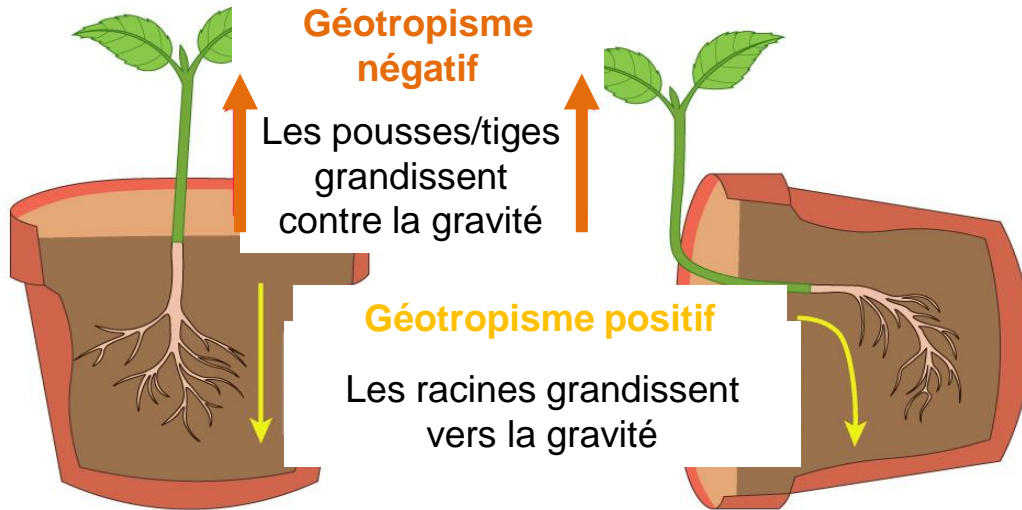 Géotropisme
négatif
Les pousses/tiges
grandissent
contre la gravité
Géotropisme positif
Les racines grandissent
vers la gravité